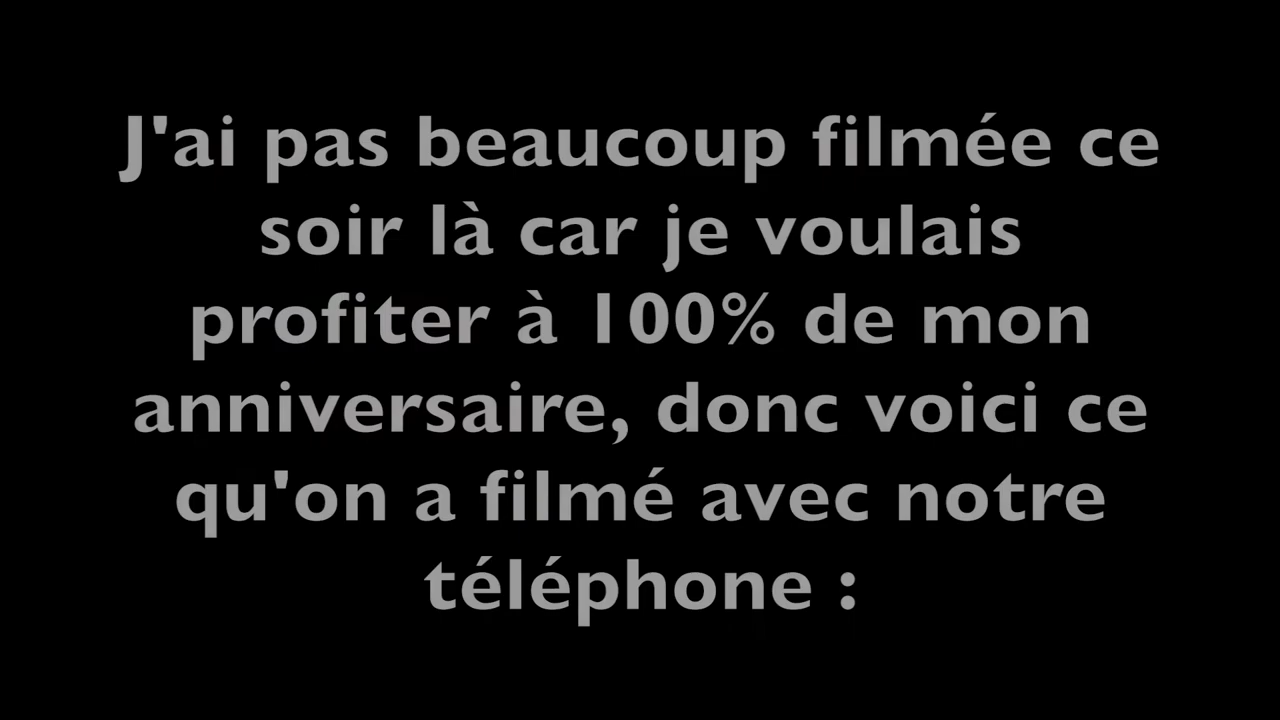 J'ai pas beaucoup filmée ce
soir là car je voulais
profiter à 100% de mon
anniversaire, donc voici ce
qu'on a filmé avec notre
téléphone :